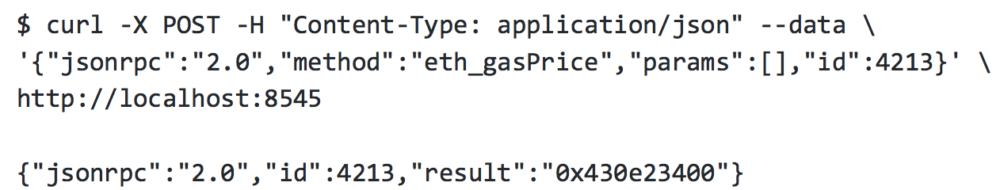 $ curl -X POST -H "Content-Type: application/json" --data \
'{"jsonrpc":"2.0","method":"eth_gasPrice","params":[],"id":4213}' \
http://localhost:8545
{"jsonrpc":"2.0","id":4213,"result":"0x430e23400"}